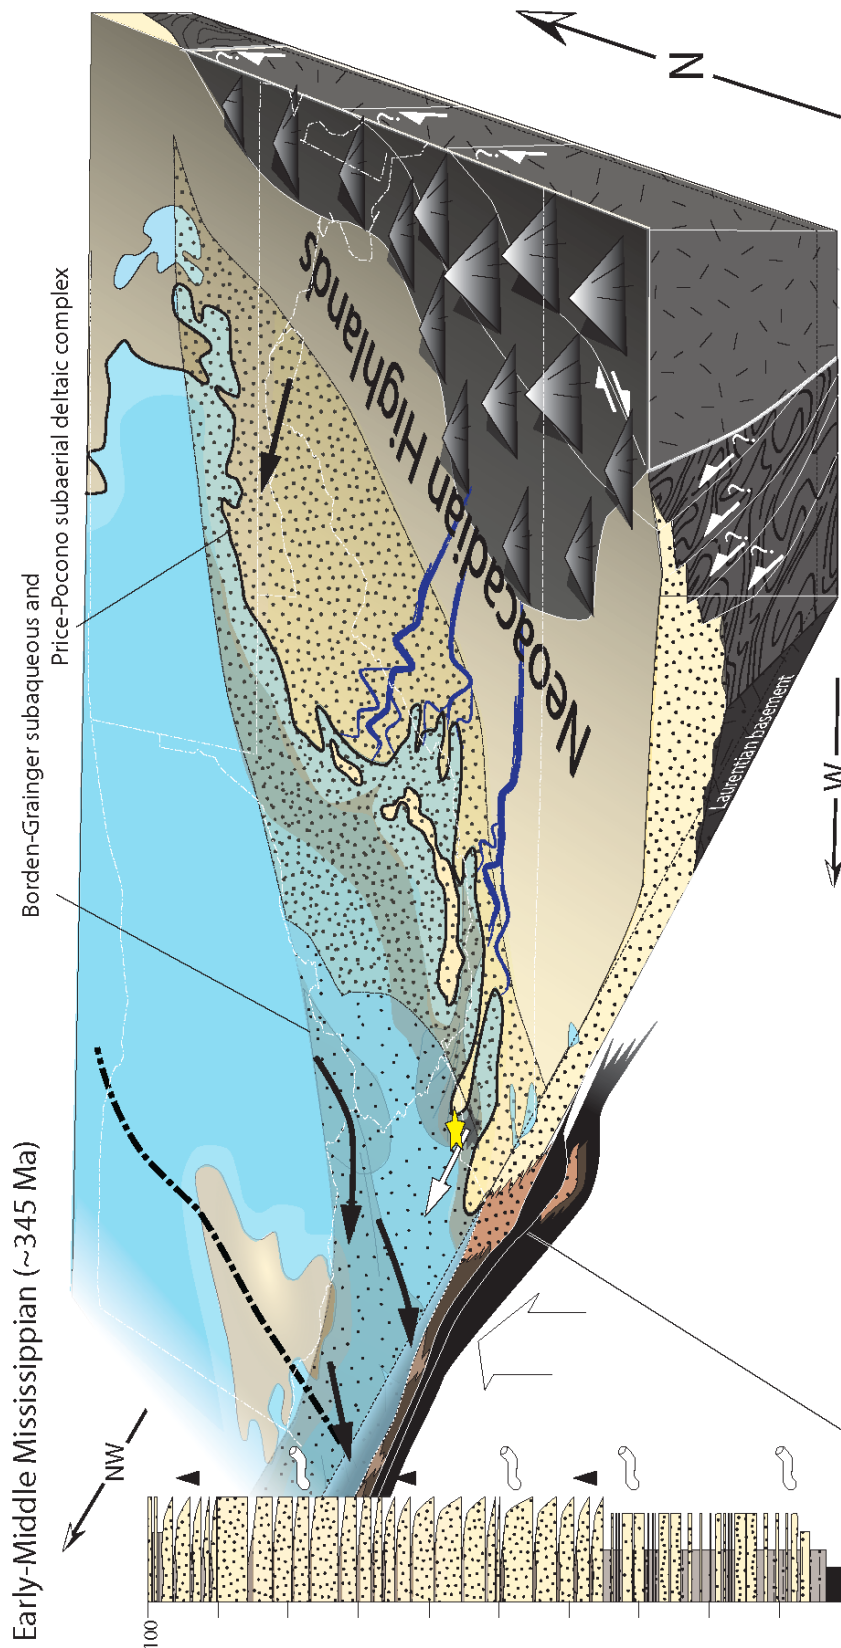 Early-Middle Mississippian (~345 Ma)
NW
Borden-Grainger subaqueous and
Price-Pocono subaerial deltaic complex
N
Neoacadian Highlands
?
?
?
?
?
?
?
Laurentian basement
W
100